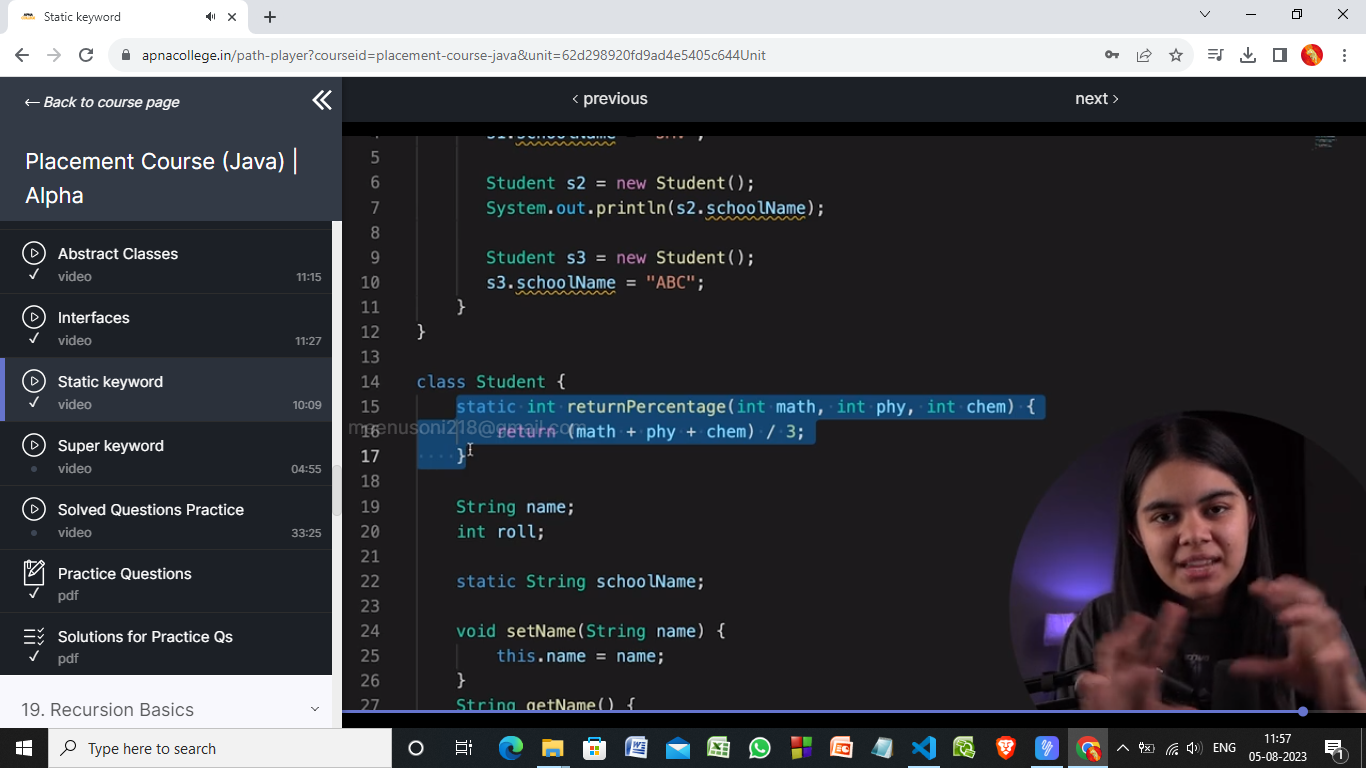 Static keyword
apnacollege.in/path-player?courseid=placement-course-java&unit=62d298920fd9ad4e5405c644Unit
← Back to course page
‹ previous
next ›
Placement Course (Java) |
Alpha
Abstract Classes
video 11:15
Interfaces
video 11:27
Static keyword
video 10:09
Super keyword
video 04:55
Solved Questions Practice
video 33:25
Practice Questions
pdf
Solutions for Practice Qs
pdf
19. Recursion Basics
5
6 Student s2 = new Student();
7 System.out.println(s2.schoolName);
8
9 Student s3 = new Student();
10 s3.schoolName = "ABC";
11 }
12 }
13
14 class Student {
15 static int returnPercentage(int math, int phy, int chem) {
16 return (math + phy + chem) / 3;
meenusoni218@gmail.com
17 }
18
19 String name;
20 int roll;
21
22 static String schoolName;
23
24 void setName(String name) {
25 this.name = name;
26 }
27 String getName() {
Type here to search
ENG
11:57
05-08-2023
1